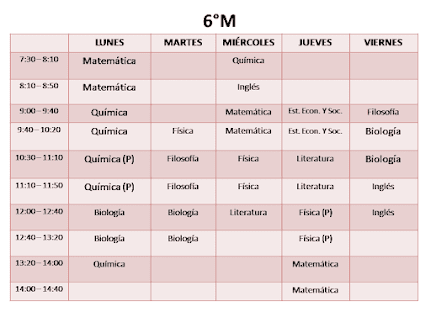 6°M
LUNES MARTES MIÉRCOLES JUEVES VIERNES
7:30 – 8:10 Matemática Química
8:10 – 8:50 Matemática Inglés
9:00 – 9:40 Química Matemática Est. Econ. Y Soc. Filosofía
9:40 – 10:20 Química Física Matemática Est. Econ. Y Soc. Biología
10:30 – 11:10 Química (P) Filosofía Física Literatura Biología
11:10 – 11:50 Química (P) Filosofía Física Literatura Inglés
12:00 – 12:40 Biología Biología Literatura Física (P) Inglés
12:40 – 13:20 Biología Biología Física (P)
13:20 – 14:00 Química Matemática
14:00 – 14:40 Matemática